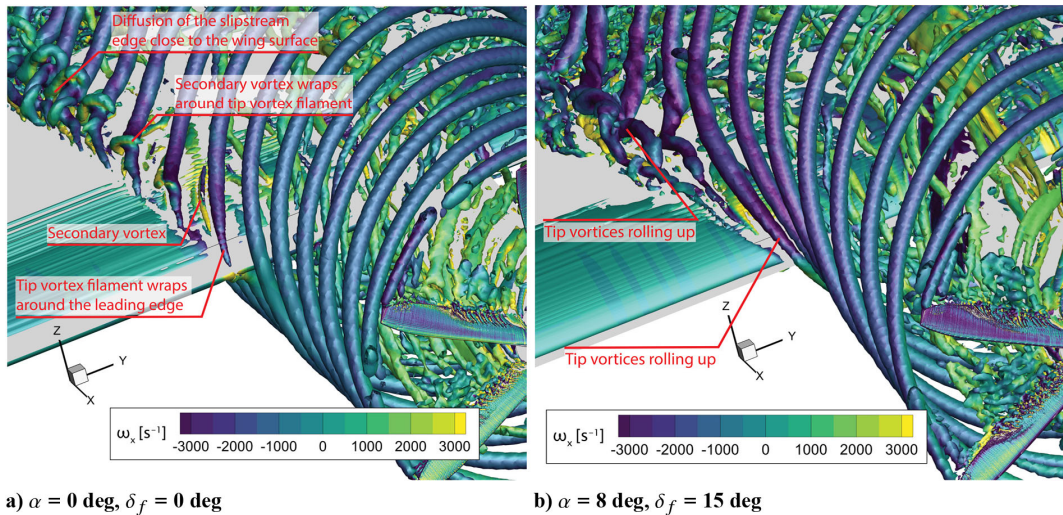 Diffusion of the slipstream
edge close to the wing surface
Secondary vortex wraps
around tip vortex filament
Secondary vortex
Tip vortex filament wraps
around the leading edge
Z
Y
X
ωx [s⁻¹]
-3000 -2000 -1000 0 1000 2000 3000
a) α = 0 deg, δf = 0 deg
Tip vortices rolling up
Tip vortices rolling up
Z
Y
X
ωx [s⁻¹]
-3000 -2000 -1000 0 1000 2000 3000
b) α = 8 deg, δf = 15 deg